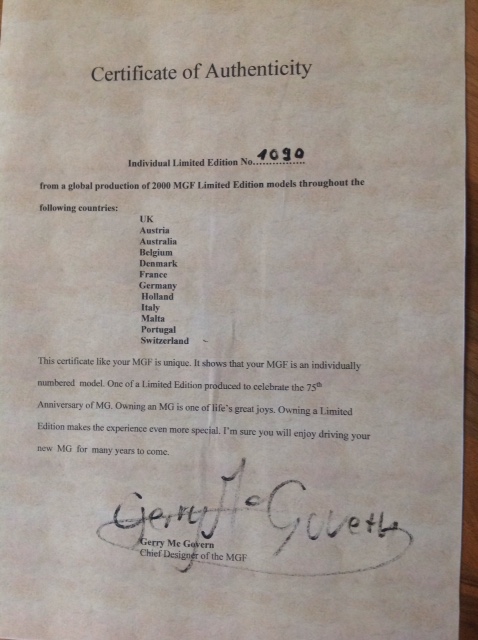 Certificate of Authenticity
Individual Limited Edition No. 1090
from a global production of 2000 MGF Limited Edition models throughout the
following countries:
UK
Austria
Australia
Belgium
Denmark
France
Germany
Holland
Italy
Malta
Portugal
Switzerland
This certificate like your MGF is unique. It shows that your MGF is an individually
numbered model. One of a Limited Edition produced to celebrate the 75th
Anniversary of MG. Owning an MG is one of life's great joys. Owning a Limited
Edition makes the experience even more special. I'm sure you will enjoy driving your
new MG for many years to come.
Gerry Mc Govern
Gerry Mc Govern
Chief Designer of the MGF